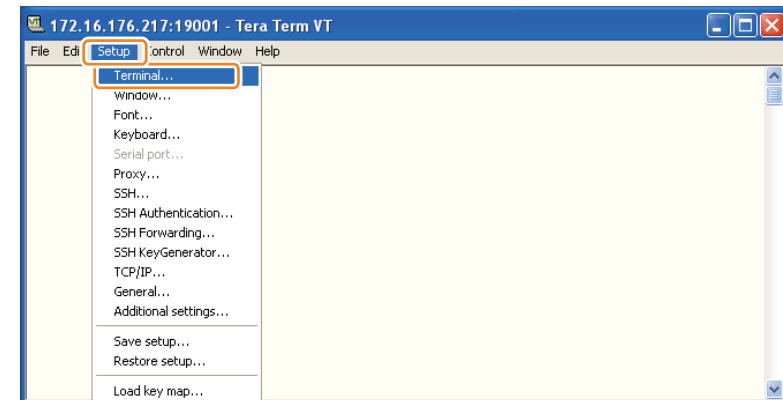 172.16.176.217:19001 - Tera Term VT
File Edi Setup Control Window Help
Terminal...
Window...
Font...
Keyboard...
Serial port...
Proxy...
SSH...
SSH Authentication...
SSH Forwarding...
SSH KeyGenerator...
TCP/IP...
General...
Additional settings...
Save setup...
Restore setup...
Load key map...